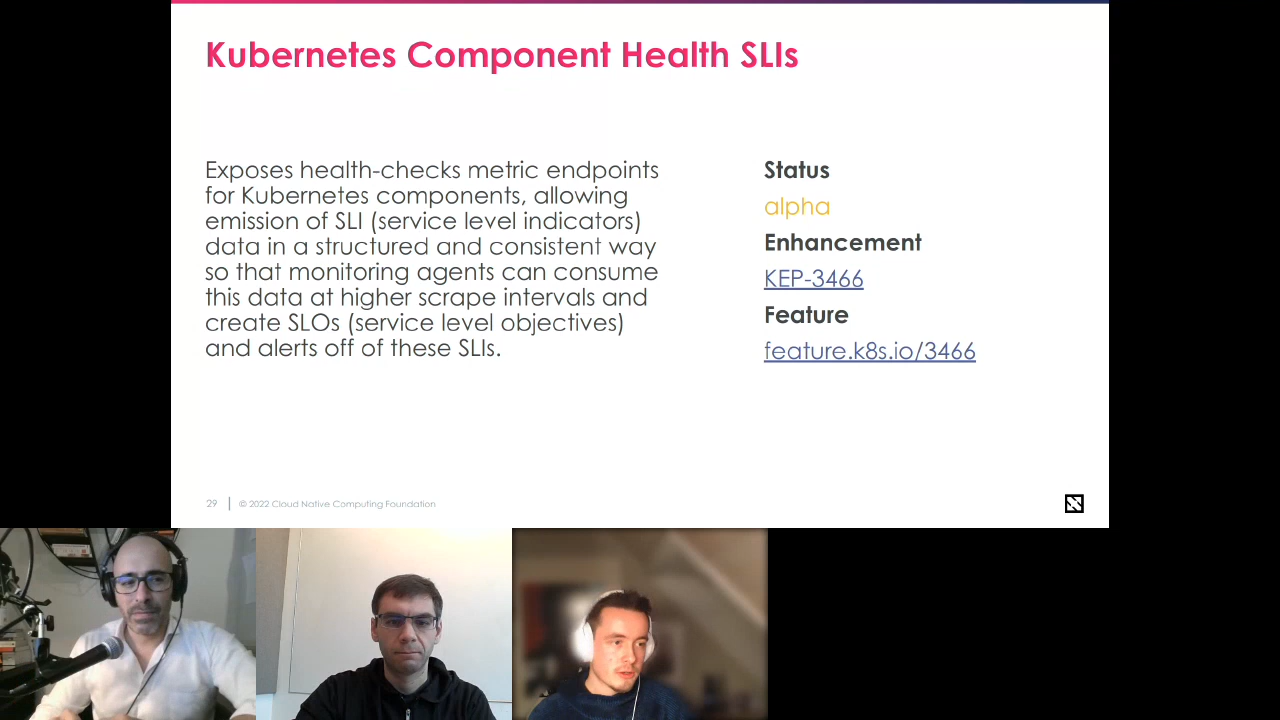 Kubernetes Component Health SLIs
Exposes health-checks metric endpoints
for Kubernetes components, allowing
emission of SLI (service level indicators)
data in a structured and consistent way
so that monitoring agents can consume
this data at higher scrape intervals and
create SLOs (service level objectives)
and alerts off of these SLIs.
Status
alpha
Enhancement
KEP-3466
Feature
feature.k8s.io/3466
29 | © 2022 Cloud Native Computing Foundation